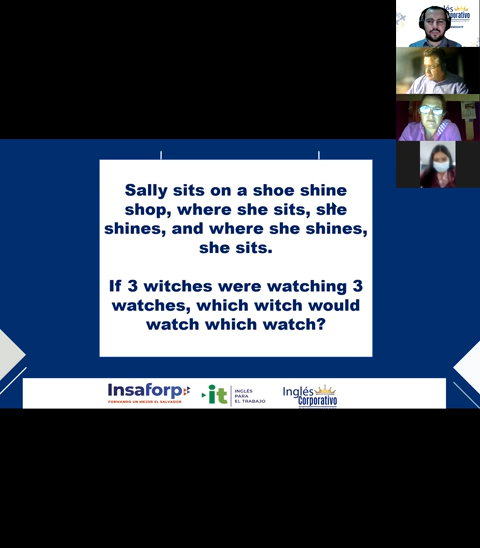 Inglés
Corporativo
Sally sits on a shoe shine
shop, where she sits, she
shines, and where she shines,
she sits.
If 3 witches were watching 3
watches, which witch would
watch which watch?
Insaforp
FORMANDO UN MEJOR EL SALVADOR
it
INGLÉS
PARA
EL TRABAJO
Inglés
Corporativo